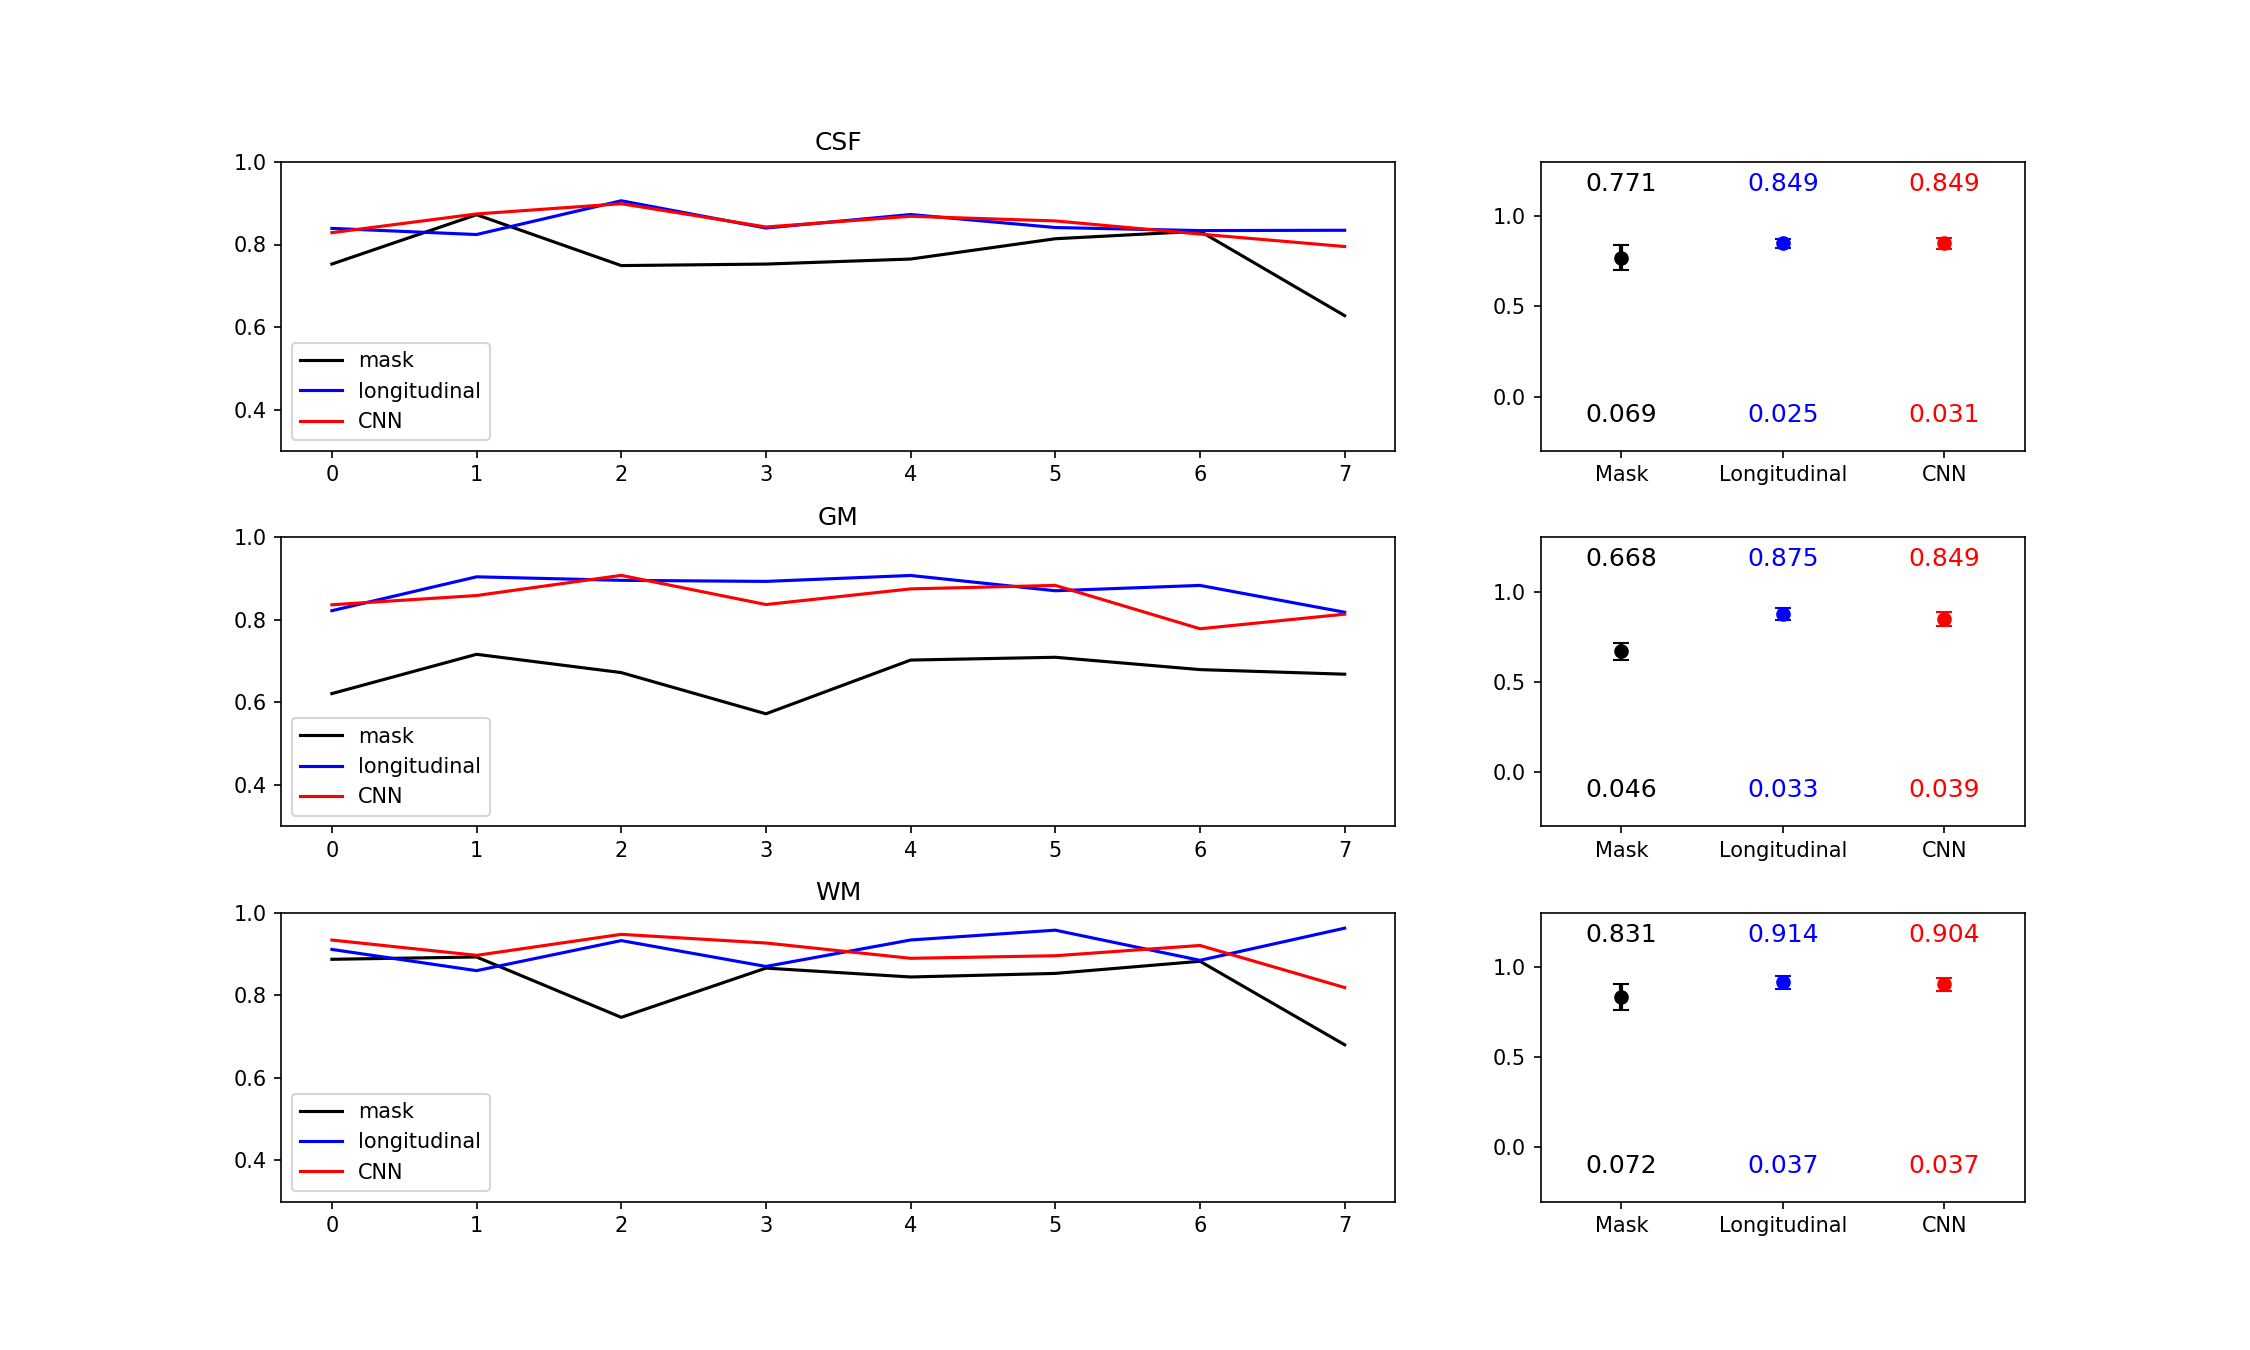 CSF
1.0
0.8
0.6
0.4
mask
longitudinal
CNN
0 1 2 3 4 5 6 7
0.771 0.849 0.849
1.0
0.5
0.0
0.069 0.025 0.031
Mask Longitudinal CNN
GM
1.0
0.8
0.6
0.4
mask
longitudinal
CNN
0 1 2 3 4 5 6 7
0.668 0.875 0.849
1.0
0.5
0.0
0.046 0.033 0.039
Mask Longitudinal CNN
WM
1.0
0.8
0.6
0.4
mask
longitudinal
CNN
0 1 2 3 4 5 6 7
0.831 0.914 0.904
1.0
0.5
0.0
0.072 0.037 0.037
Mask Longitudinal CNN